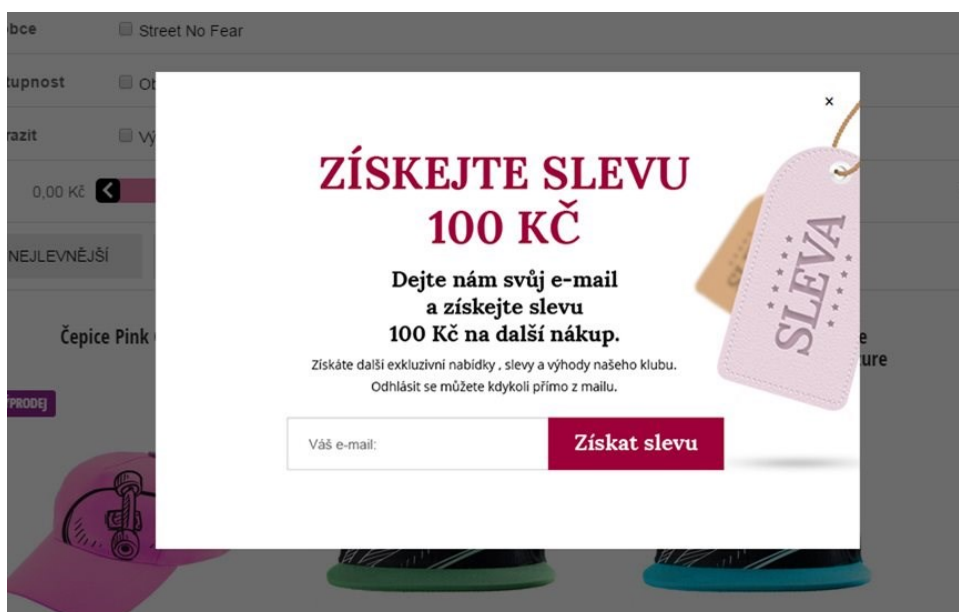 Street No Fear
0,00 Kč
NEJLEVNĚJŠÍ
Čepice Pink
×
ZÍSKEJTE SLEVU
100 KČ
Dejte nám svůj e-mail
a získejte slevu
100 Kč na další nákup.
Získáte další exkluzivní nabídky , slevy a výhody našeho klubu.
Odhlásit se můžete kdykoli přímo z mailu.
Váš e-mail:
Získat slevu
SLEVA